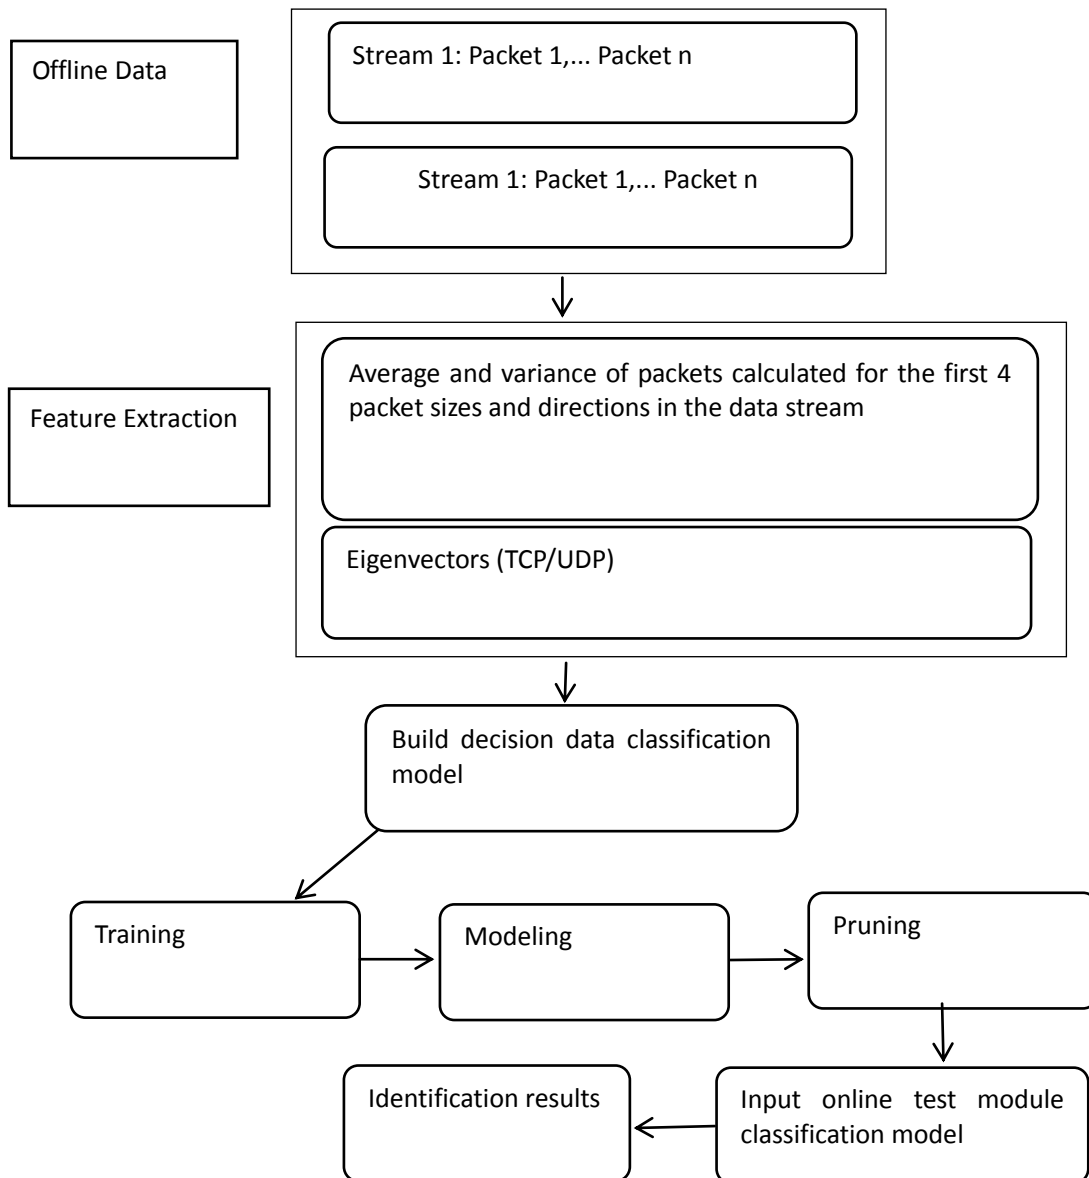 Offline Data
Stream 1: Packet 1,... Packet n
Stream 1: Packet 1,... Packet n
Feature Extraction
Average and variance of packets calculated for the first 4
packet sizes and directions in the data stream
Eigenvectors (TCP/UDP)
Build decision data classification
model
Training
Modeling
Pruning
Identification results
Input online test module
classification model